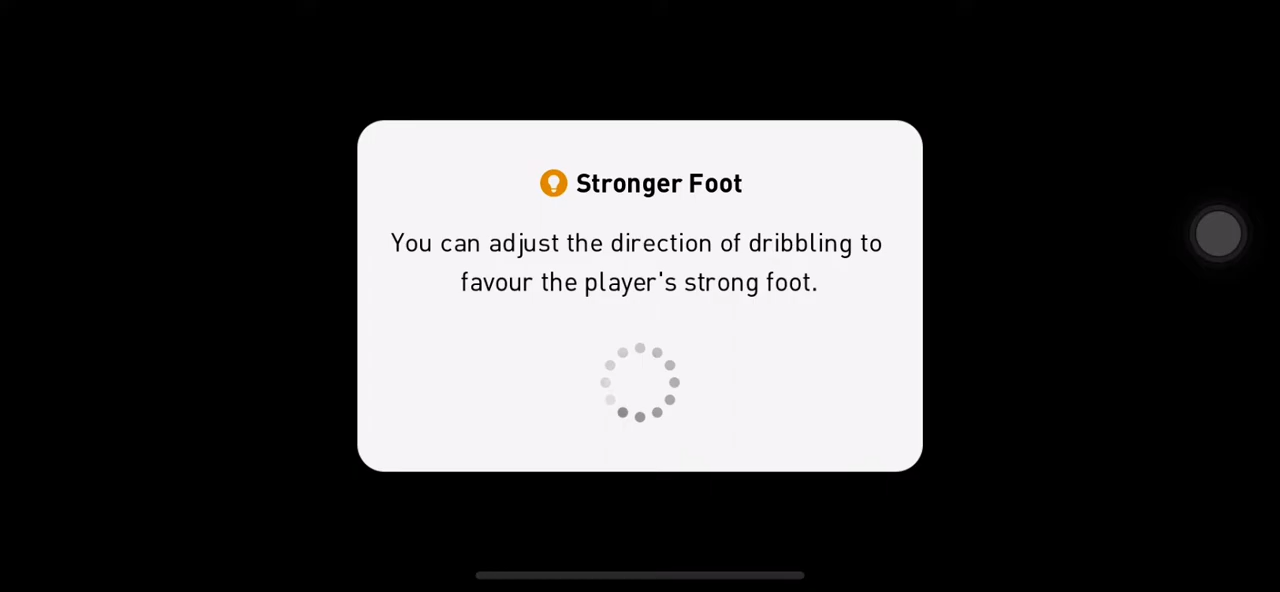 Stronger Foot
You can adjust the direction of dribbling to
favour the player's strong foot.